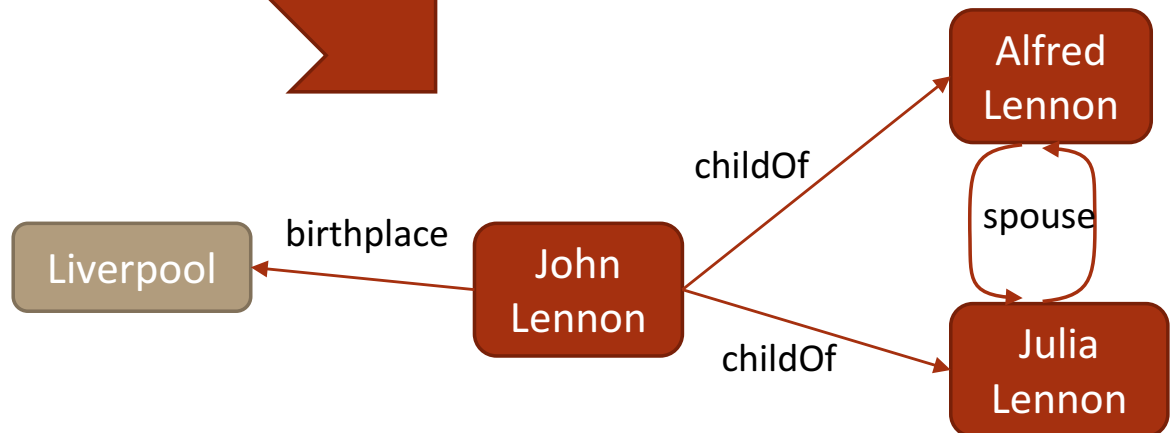 Liverpool
birthplace
John
Lennon
childOf
childOf
Alfred
Lennon
spouse
Julia
Lennon